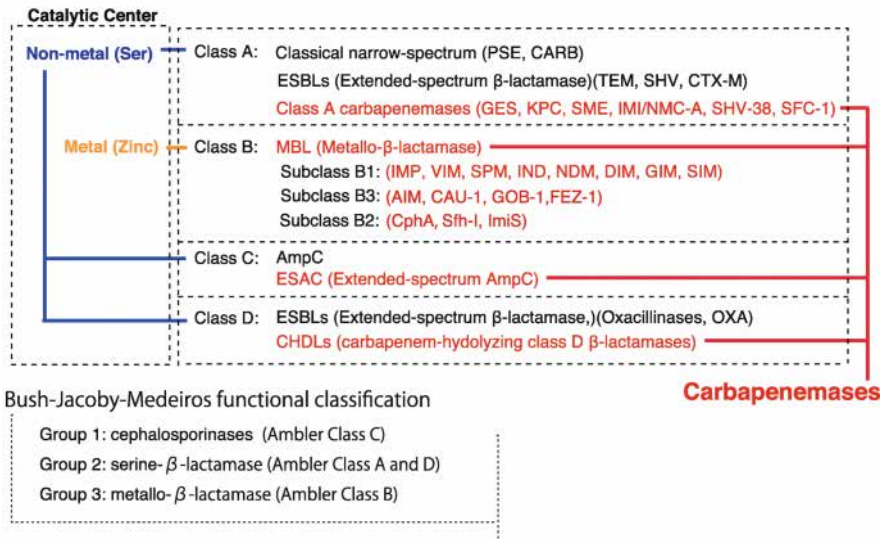 Catalytic Center
Non-metal (Ser)
Class A: Classical narrow-spectrum (PSE, CARB)
ESBLs (Extended-spectrum β-lactamase)(TEM, SHV, CTX-M)
Class A carbapenemases (GES, KPC, SME, IMI/NMC-A, SHV-38, SFC-1)
Metal (Zinc)
Class B: MBL (Metallo-β-lactamase)
Subclass B1: (IMP, VIM, SPM, IND, NDM, DIM, GIM, SIM)
Subclass B3: (AIM, CAU-1, GOB-1,FEZ-1)
Subclass B2: (CphA, Sfh-I, ImiS)
Class C: AmpC
ESAC (Extended-spectrum AmpC)
Class D: ESBLs (Extended-spectrum β-lactamase,)(Oxacillinases, OXA)
CHDLs (carbapenem-hydolyzing class D β-lactamases)
Carbapenemases
Bush-Jacoby-Medeiros functional classification
Group 1: cephalosporinases (Ambler Class C)
Group 2: serine-β-lactamase (Ambler Class A and D)
Group 3: metallo-β-lactamase (Ambler Class B)